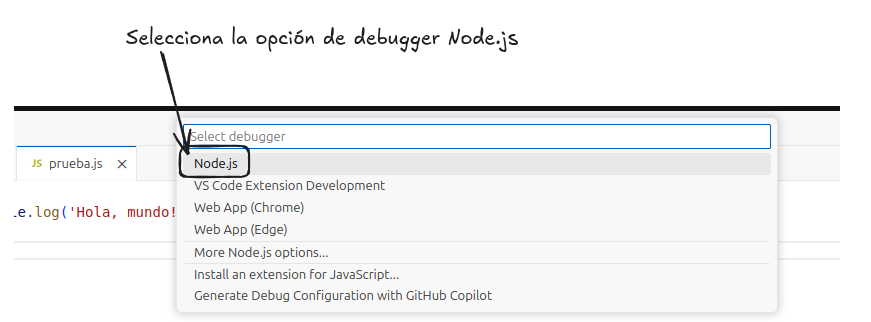 Selecciona la opción de debugger Node.js
Select debugger
JS prueba.js ×
Node.js
VS Code Extension Development
le.log('Hola, mundo!
Web App (Chrome)
Web App (Edge)
More Node.js options...
Install an extension for JavaScript...
Generate Debug Configuration with GitHub Copilot